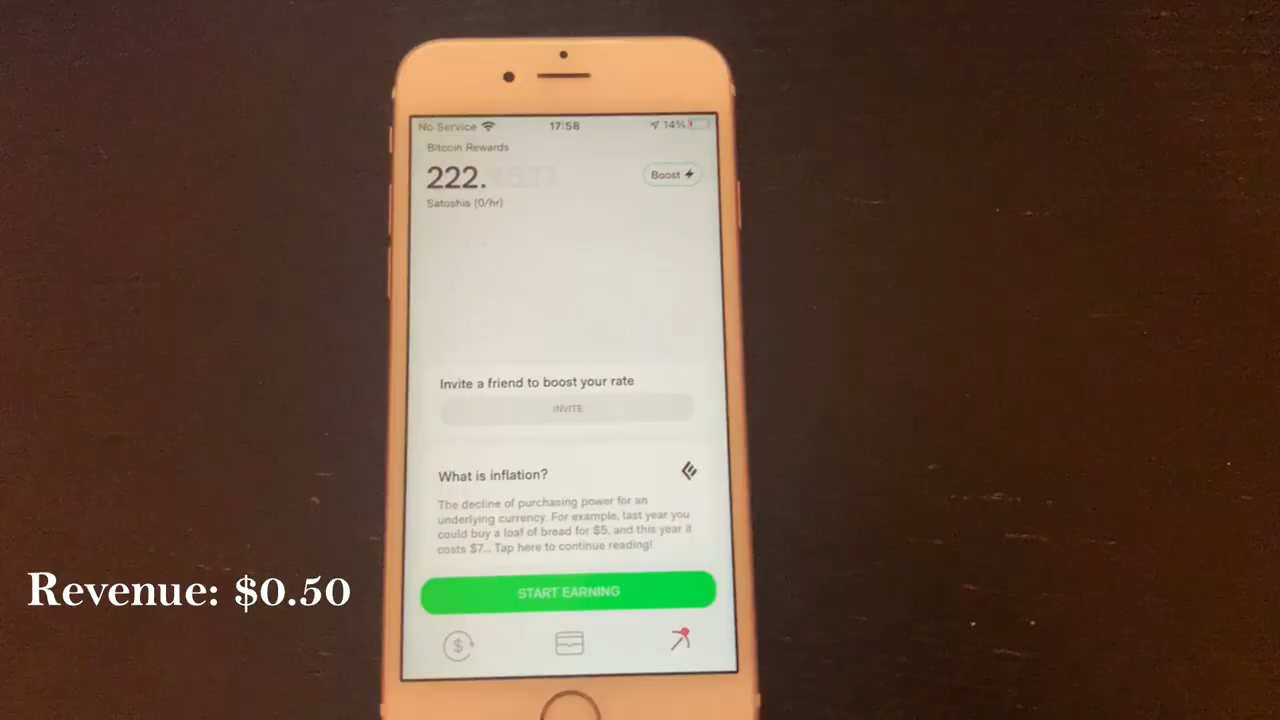 No Service
17:58
14%
Bitcoin Rewards
222.
Boost
Satoshis (0/hr)
Invite a friend to boost your rate
INVITE
What is inflation?
The decline of purchasing power for an
underlying currency. For example, last year you
could buy a loaf of bread for $5, and this year it
costs $7... Tap here to continue reading!
Revenue: $0.50
START EARNING